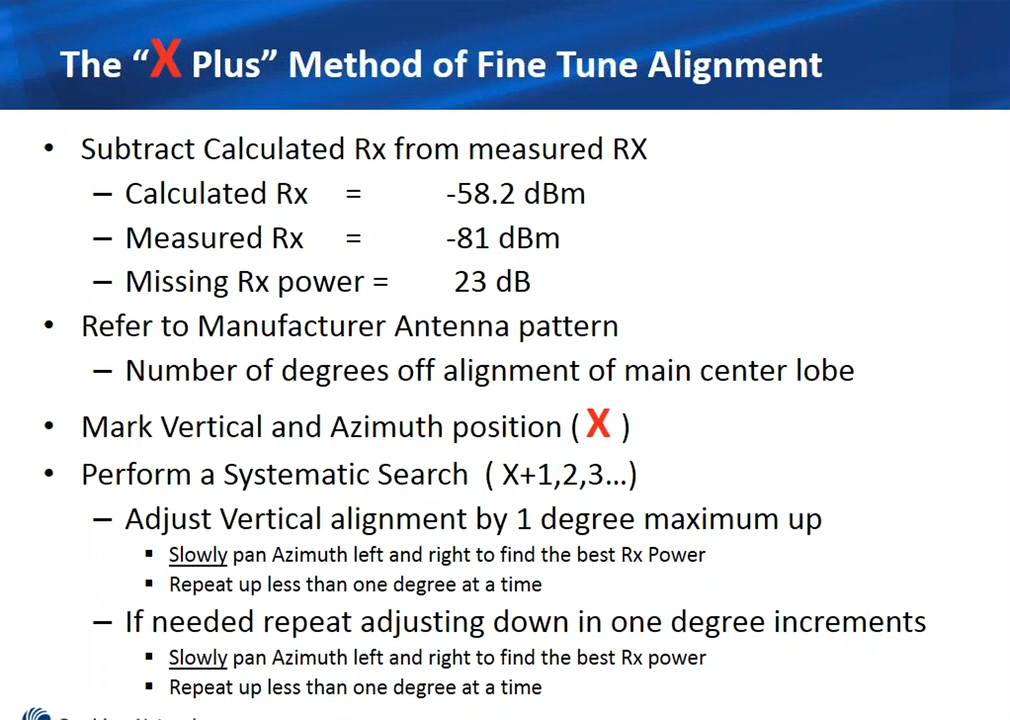 The “X Plus” Method of Fine Tune Alignment
• Subtract Calculated Rx from measured RX
– Calculated Rx = -58.2 dBm
– Measured Rx = -81 dBm
– Missing Rx power = 23 dB
• Refer to Manufacturer Antenna pattern
– Number of degrees off alignment of main center lobe
• Mark Vertical and Azimuth position ( X )
• Perform a Systematic Search ( X+1,2,3...)
– Adjust Vertical alignment by 1 degree maximum up
▪ Slowly pan Azimuth left and right to find the best Rx Power
▪ Repeat up less than one degree at a time
– If needed repeat adjusting down in one degree increments
▪ Slowly pan Azimuth left and right to find the best Rx power
▪ Repeat up less than one degree at a time